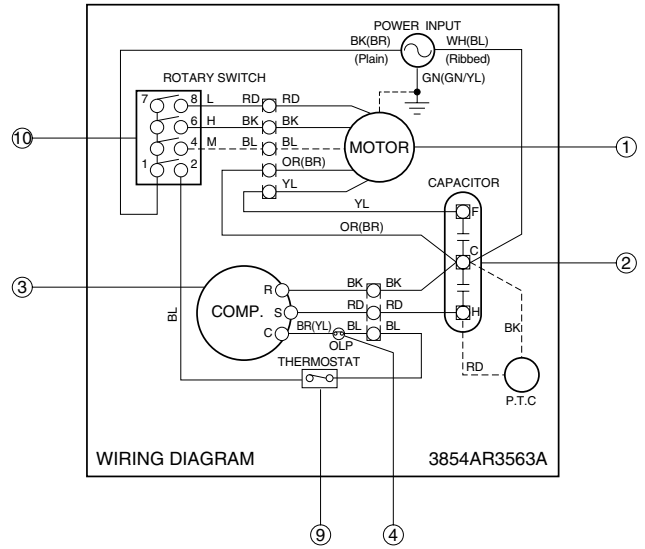 POWER INPUT
BK(BR) WH(BL)
(Plain) (Ribbed)
GN(GN/YL)
ROTARY SWITCH
7 8 L RD RD
6 H BK BK
10 4 M BL BL MOTOR 1
1 2 OR(BR)
YL CAPACITOR
YL F
OR(BR)
C 2
3 R BK BK
COMP. S RD RD H
BL C BR(YL) BL BL BK
OLP
THERMOSTAT RD
P.T.C
WIRING DIAGRAM 3854AR3563A
9 4